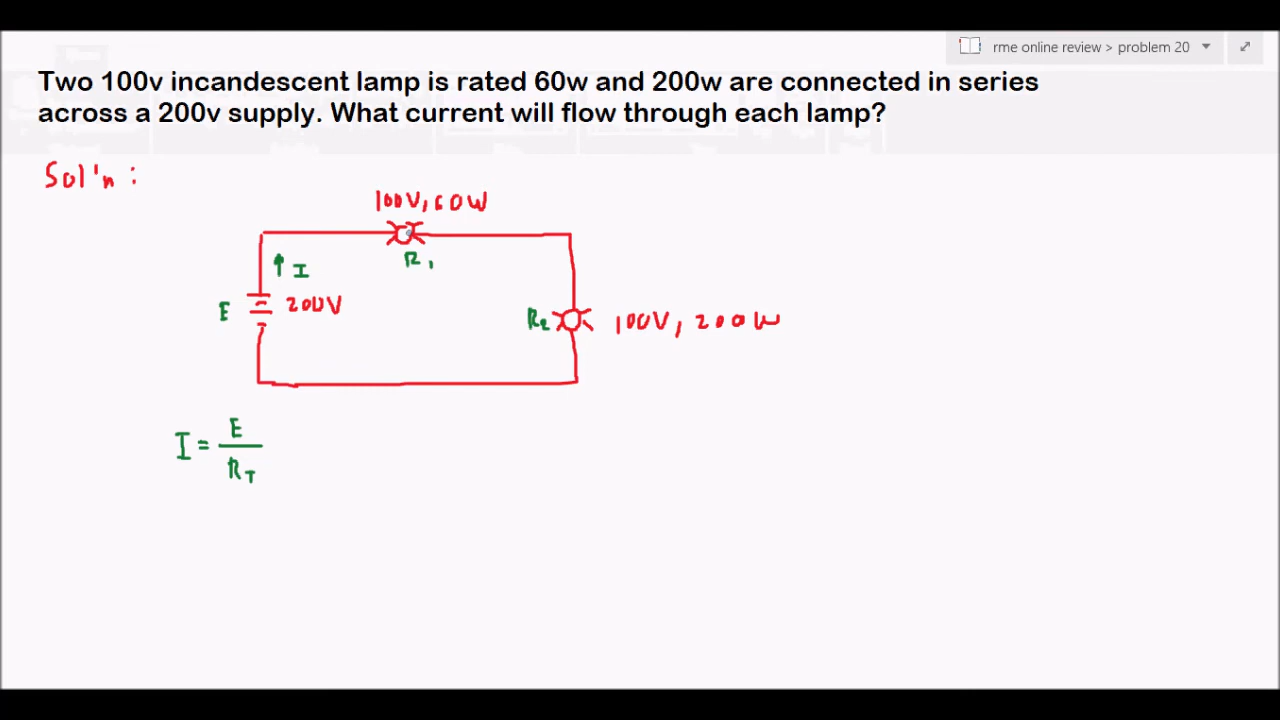 rme online review > problem 20
Two 100v incandescent lamp is rated 60w and 200w are connected in series
across a 200v supply. What current will flow through each lamp?
Sol'n :
100V, 60W
R1
I
E
200V
R2
100V, 200W
I = E
RT